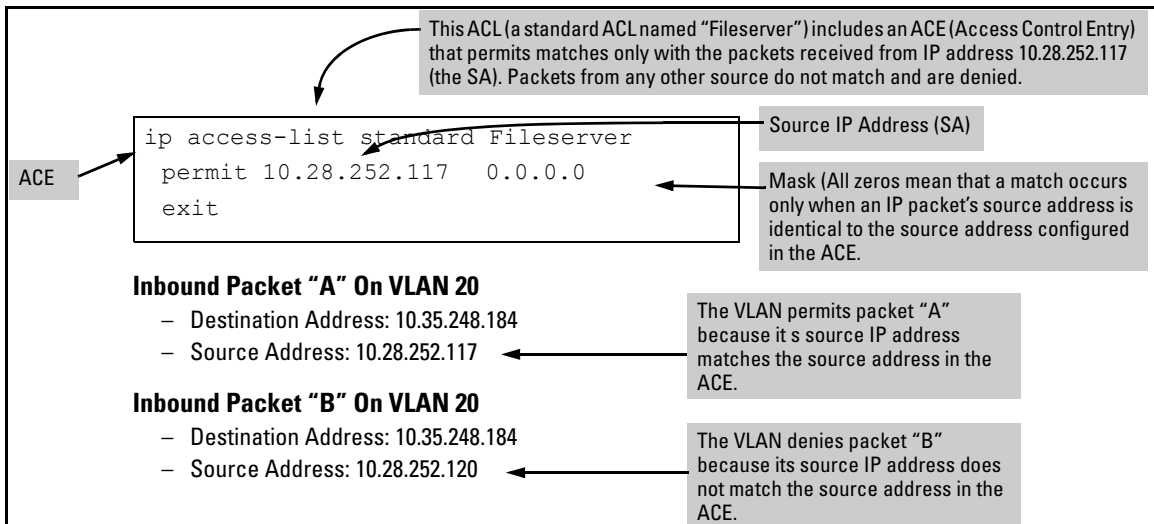 This ACL (a standard ACL named “Fileserver”) includes an ACE (Access Control Entry)
that permits matches only with the packets received from IP address 10.28.252.117
(the SA). Packets from any other source do not match and are denied.
ip access-list standard Fileserver
permit 10.28.252.117 0.0.0.0
exit
ACE
Source IP Address (SA)
Mask (All zeros mean that a match occurs
only when an IP packet's source address is
identical to the source address configured
in the ACE.
Inbound Packet “A” On VLAN 20
– Destination Address: 10.35.248.184
– Source Address: 10.28.252.117
The VLAN permits packet “A”
because it s source IP address
matches the source address in the
ACE.
Inbound Packet “B” On VLAN 20
– Destination Address: 10.35.248.184
– Source Address: 10.28.252.120
The VLAN denies packet “B”
because its source IP address does
not match the source address in the
ACE.